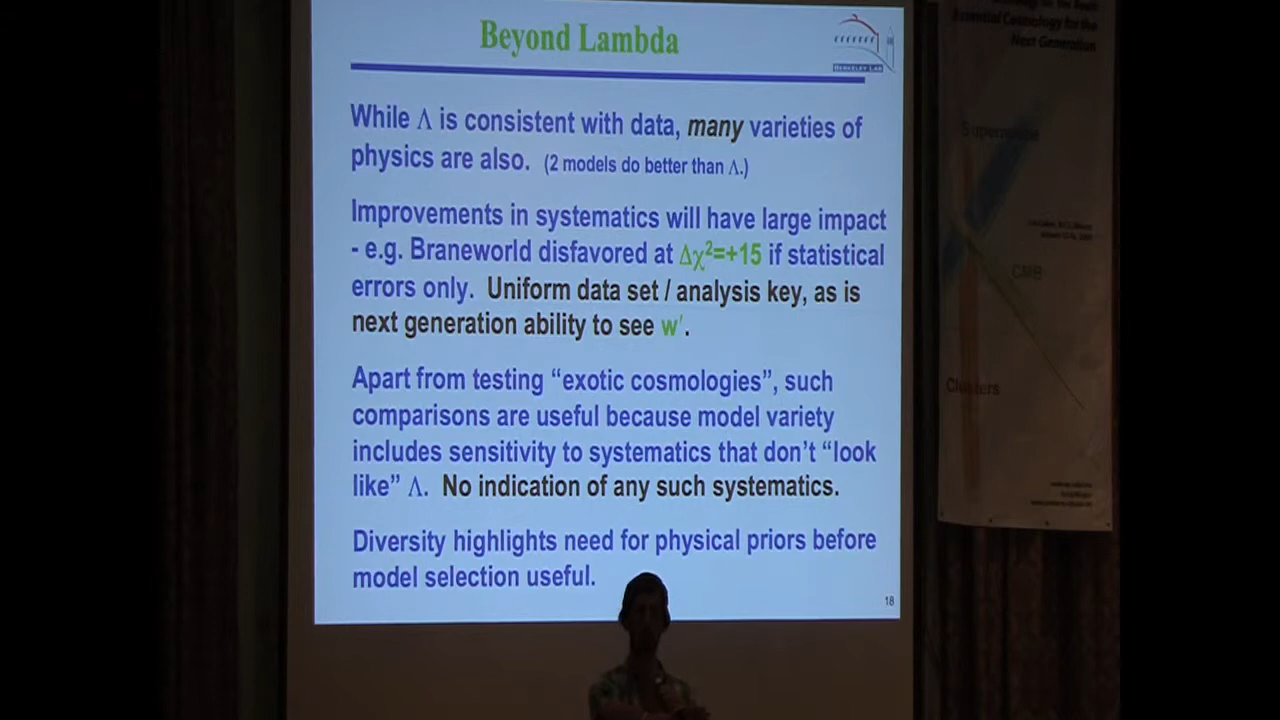 Beyond Lambda
BERKELEY LAB
While Λ is consistent with data, many varieties of
physics are also. (2 models do better than Λ.)
Improvements in systematics will have large impact
- e.g. Braneworld disfavored at Δχ²=+15 if statistical
errors only. Uniform data set / analysis key, as is
next generation ability to see w′.
Apart from testing “exotic cosmologies”, such
comparisons are useful because model variety
includes sensitivity to systematics that don’t “look
like” Λ. No indication of any such systematics.
Diversity highlights need for physical priors before
model selection useful.
18
Essential Cosmology for the
Next Generation
Supernovae
CMB
Clusters